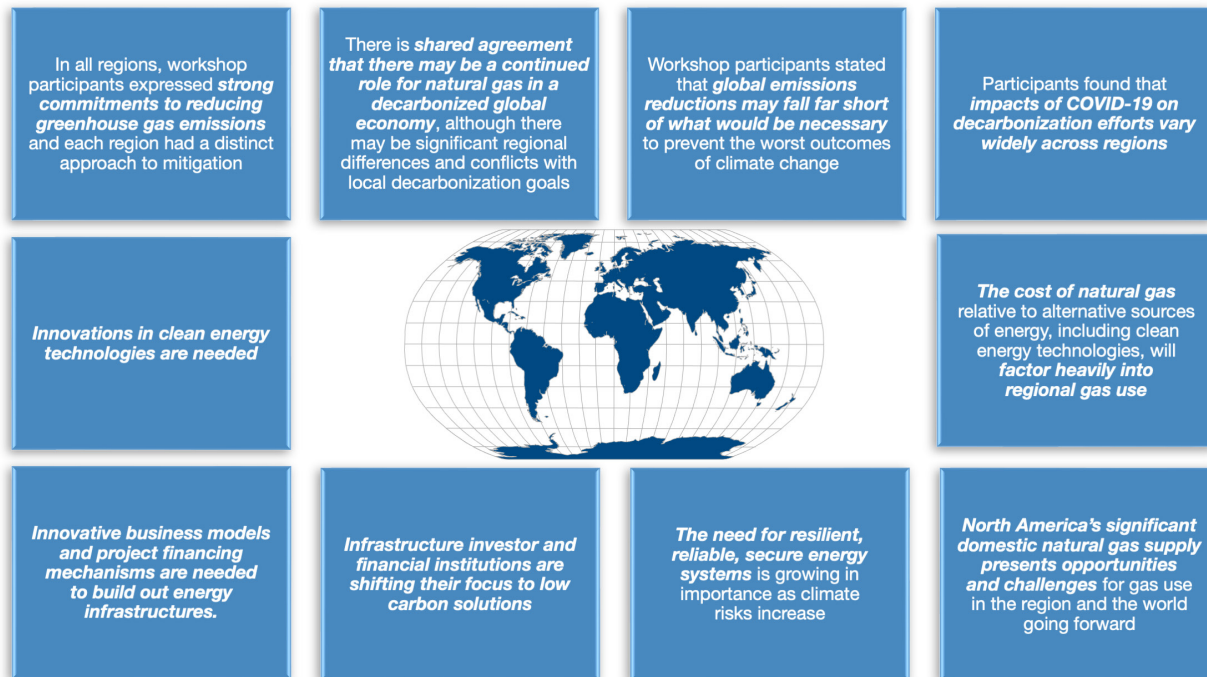 In all regions, workshop
participants expressed strong
commitments to reducing
greenhouse gas emissions
and each region had a distinct
approach to mitigation
There is shared agreement
that there may be a continued
role for natural gas in a
decarbonized global
economy, although there
may be significant regional
differences and conflicts with
local decarbonization goals
Workshop participants stated
that global emissions
reductions may fall far short
of what would be necessary
to prevent the worst outcomes
of climate change
Participants found that
impacts of COVID-19 on
decarbonization efforts vary
widely across regions
Innovations in clean energy
technologies are needed
The cost of natural gas
relative to alternative sources
of energy, including clean
energy technologies, will
factor heavily into
regional gas use
Innovative business models
and project financing
mechanisms are needed
to build out energy
infrastructures.
Infrastructure investor and
financial institutions are
shifting their focus to low
carbon solutions
The need for resilient,
reliable, secure energy
systems is growing in
importance as climate
risks increase
North America’s significant
domestic natural gas supply
presents opportunities
and challenges for gas use
in the region and the world
going forward